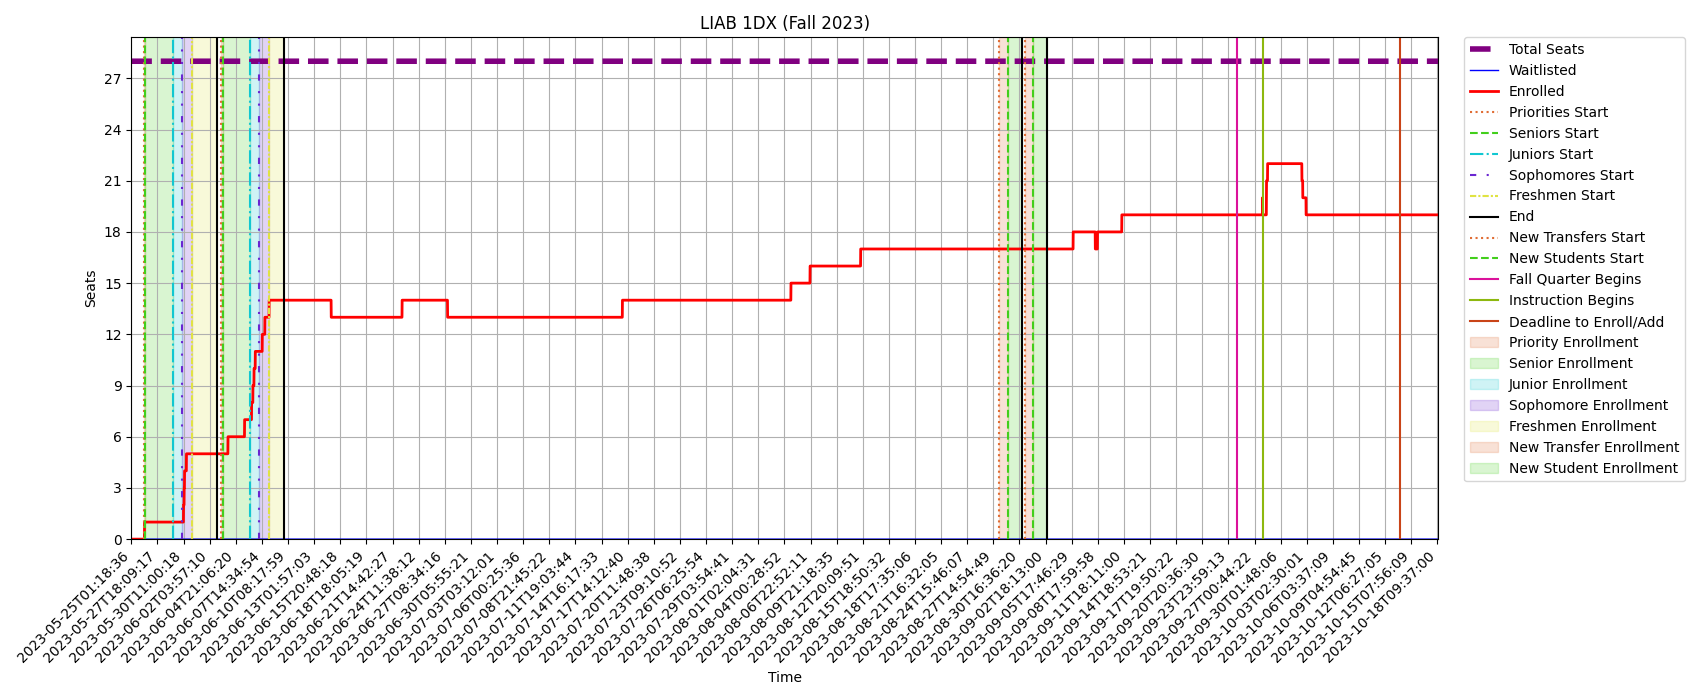 LIAB 1DX (Fall 2023)
Total Seats
Waitlisted
Enrolled
Priorities Start
Seniors Start
Juniors Start
Sophomores Start
Freshmen Start
End
New Transfers Start
New Students Start
Fall Quarter Begins
Instruction Begins
Deadline to Enroll/Add
Priority Enrollment
Senior Enrollment
Junior Enrollment
Sophomore Enrollment
Freshmen Enrollment
New Transfer Enrollment
New Student Enrollment
Seats
27
24
21
18
15
12
9
6
3
0
2023-05-25T01:18:36
2023-05-27T18:09:17
2023-05-30T11:00:18
2023-06-02T03:57:10
2023-06-04T21:06:20
2023-06-07T14:34:54
2023-06-10T08:17:59
2023-06-13T01:57:03
2023-06-15T20:48:18
2023-06-18T18:05:19
2023-06-21T14:42:27
2023-06-24T11:38:12
2023-06-27T08:34:16
2023-06-30T05:55:21
2023-07-03T03:12:01
2023-07-06T00:25:36
2023-07-08T21:45:22
2023-07-11T19:03:44
2023-07-14T16:17:33
2023-07-17T14:12:40
2023-07-20T11:48:38
2023-07-23T09:10:52
2023-07-26T06:25:54
2023-07-29T03:54:41
2023-08-01T02:04:31
2023-08-04T00:28:52
2023-08-06T22:52:11
2023-08-09T21:18:35
2023-08-12T20:09:51
2023-08-15T18:50:32
2023-08-18T17:35:06
2023-08-21T16:32:05
2023-08-24T15:46:07
2023-08-27T14:54:49
2023-08-30T16:36:20
2023-09-02T18:13:00
2023-09-05T17:46:29
2023-09-08T17:59:58
2023-09-11T18:11:00
2023-09-14T18:53:21
2023-09-17T19:50:22
2023-09-20T20:36:30
2023-09-23T23:59:13
2023-09-27T00:44:22
2023-09-30T01:48:06
2023-10-03T02:30:01
2023-10-06T03:37:09
2023-10-09T04:54:45
2023-10-12T06:27:05
2023-10-15T07:56:09
2023-10-18T09:37:00
Time